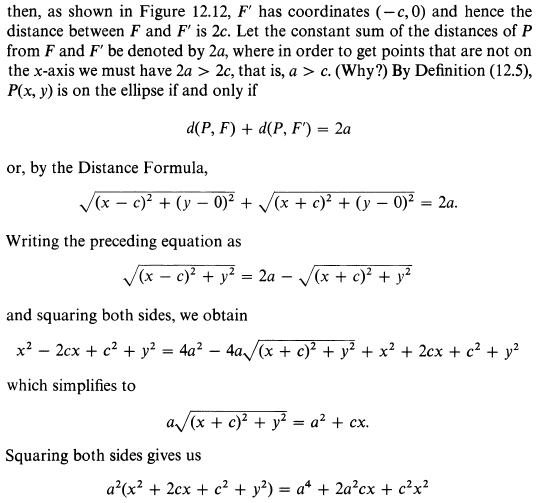 then, as shown in Figure 12.12, F′ has coordinates (−c, 0) and hence the
distance between F and F′ is 2c. Let the constant sum of the distances of P
from F and F′ be denoted by 2a, where in order to get points that are not on
the x-axis we must have 2a > 2c, that is, a > c. (Why?) By Definition (12.5),
P(x, y) is on the ellipse if and only if
d(P, F) + d(P, F′) = 2a
or, by the Distance Formula,
√((x − c)² + (y − 0)²) + √((x + c)² + (y − 0)²) = 2a.
Writing the preceding equation as
√((x − c)² + y²) = 2a − √((x + c)² + y²)
and squaring both sides, we obtain
x² − 2cx + c² + y² = 4a² − 4a√((x + c)² + y²) + x² + 2cx + c² + y²
which simplifies to
a√((x + c)² + y²) = a² + cx.
Squaring both sides gives us
a²(x² + 2cx + c² + y²) = a⁴ + 2a²cx + c²x²